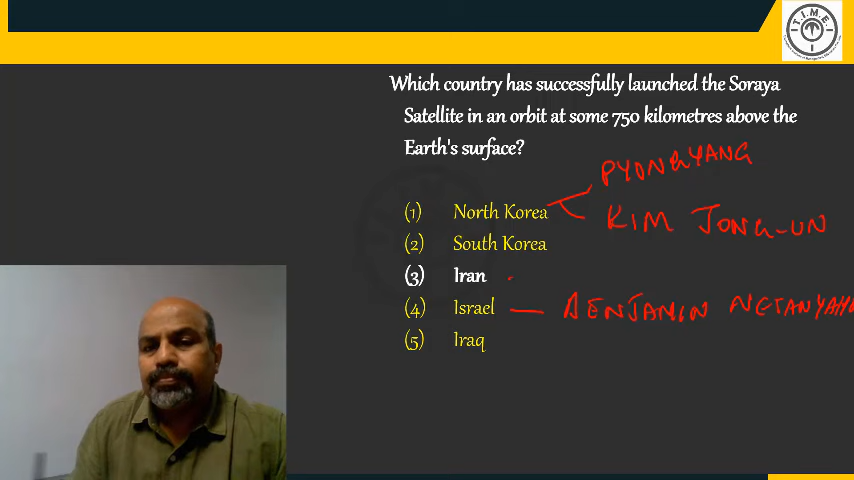 T.I.M.E.
Which country has successfully launched the Soraya
Satellite in an orbit at some 750 kilometres above the
Earth's surface?
PYONGYANG
(1) North Korea
KIM JONG-UN
(2) South Korea
(3) Iran
(4) Israel — BENJAMIN NETANYAHU
(5) Iraq